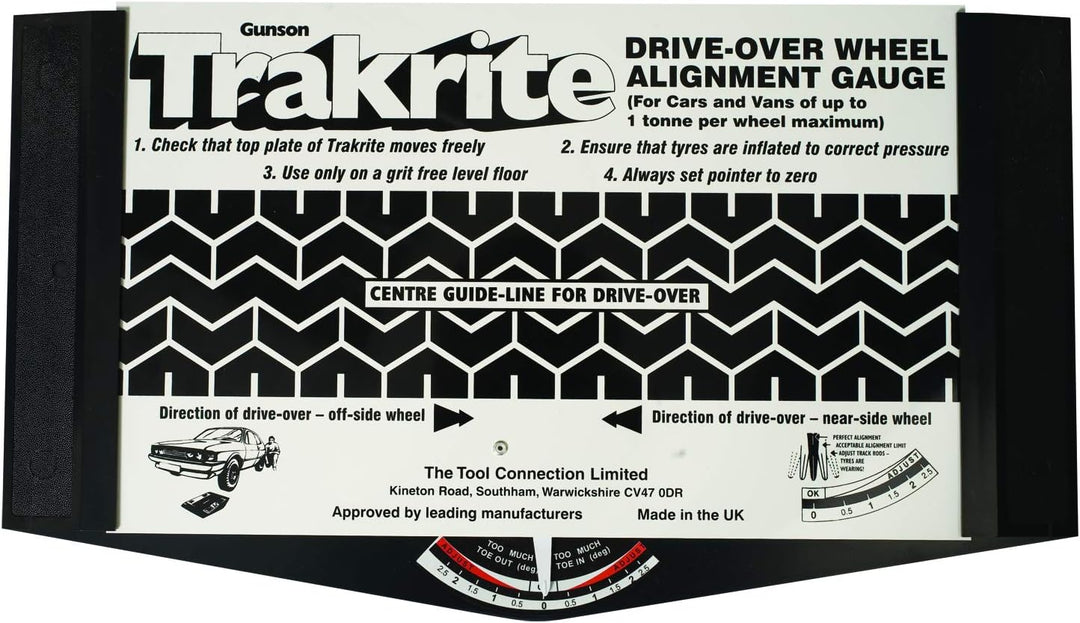 Gunson
Trakrite
DRIVE-OVER WHEEL
ALIGNMENT GAUGE
(For Cars and Vans of up to
1 tonne per wheel maximum)
1. Check that top plate of Trakrite moves freely
2. Ensure that tyres are inflated to correct pressure
3. Use only on a grit free level floor
4. Always set pointer to zero
CENTRE GUIDE-LINE FOR DRIVE-OVER
Direction of drive-over – off-side wheel
Direction of drive-over – near-side wheel
PERFECT ALIGNMENT
ACCEPTABLE ALIGNMENT LIMIT
ADJUST TRACK RODS –
TYRES ARE
WEARING!
OK
ADJUST
0 0.5 1 1.5 2 2.5
The Tool Connection Limited
Kineton Road, Southham, Warwickshire CV47 0DR
Approved by leading manufacturers
Made in the UK
ADJUST
TOO MUCH
TOE OUT (deg)
TOO MUCH
TOE IN (deg)
ADJUST
2.5 2 1.5 1 0.5 0 0.5 1 1.5 2 2.5